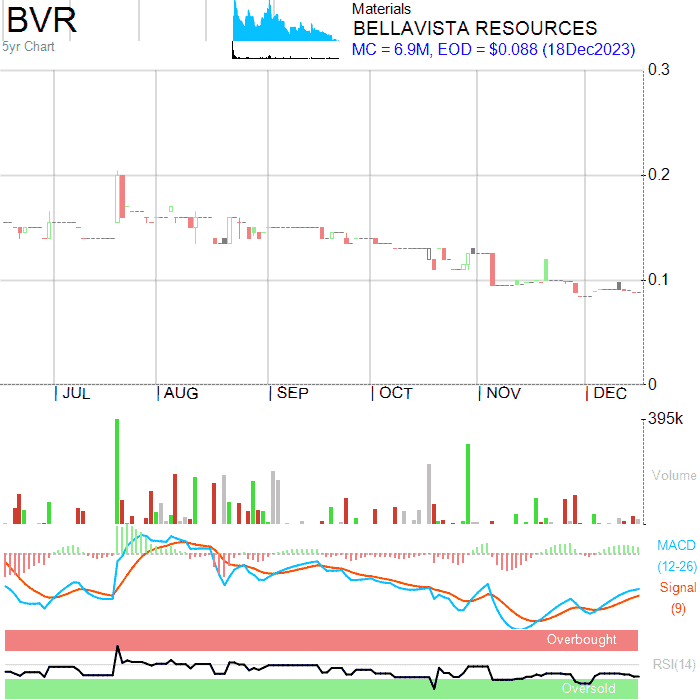 BVR
5yr Chart
Materials
BELLAVISTA RESOURCES
MC = 6.9M, EOD = $0.088 (18Dec2023)
0.3
0.2
0.1
0
JUL AUG SEP OCT NOV DEC
395k
Volume
MACD
(12-26)
Signal
(9)
Overbought
RSI(14)
Oversold